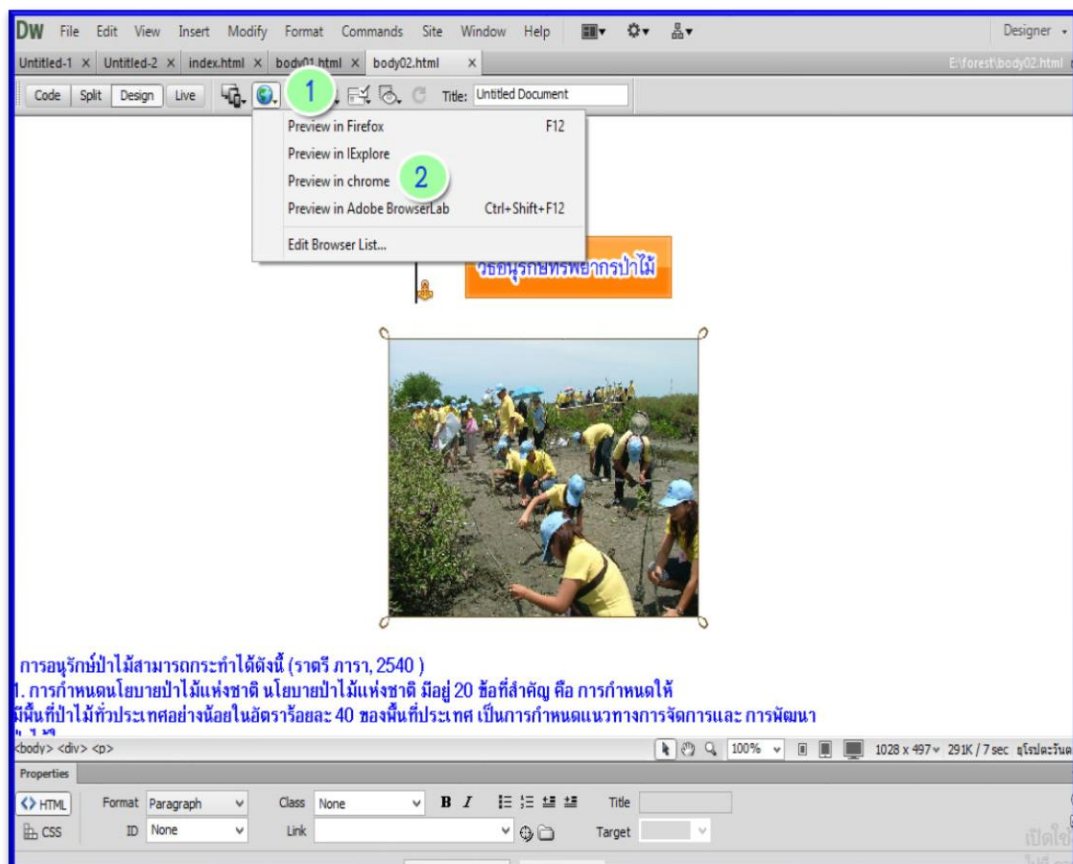 DW File Edit View Insert Modify Format Commands Site Window Help Designer
Untitled-1 × Untitled-2 × index.html × body01.html × body02.html × E:\forest\body02.html
Code Split Design Live 1 Title: Untitled Document
Preview in Firefox F12
Preview in IExplore
Preview in chrome 2
Preview in Adobe BrowserLab Ctrl+Shift+F12
Edit Browser List...
วิธีอนุรักษ์ทรัพยากรป่าไม้
การอนุรักษ์ป่าไม้สามารถกระทำได้ดังนี้ (ราตรี ภารา, 2540 )
1. การกำหนดนโยบายป่าไม้แห่งชาติ นโยบายป่าไม้แห่งชาติ มีอยู่ 20 ข้อที่สำคัญ คือ การกำหนดให้
มีพื้นที่ป่าไม้ทั่วประเทศอย่างน้อยในอัตราร้อยละ 40 ของพื้นที่ประเทศ เป็นการกำหนดแนวทางการจัดการและ การพัฒนา
<body> <div> <p> 100% 1028 x 497 291K / 7 sec ยุโรปตะวันต
Properties
HTML Format Paragraph Class None B I Title
CSS ID None Link Target
เปิดใช้